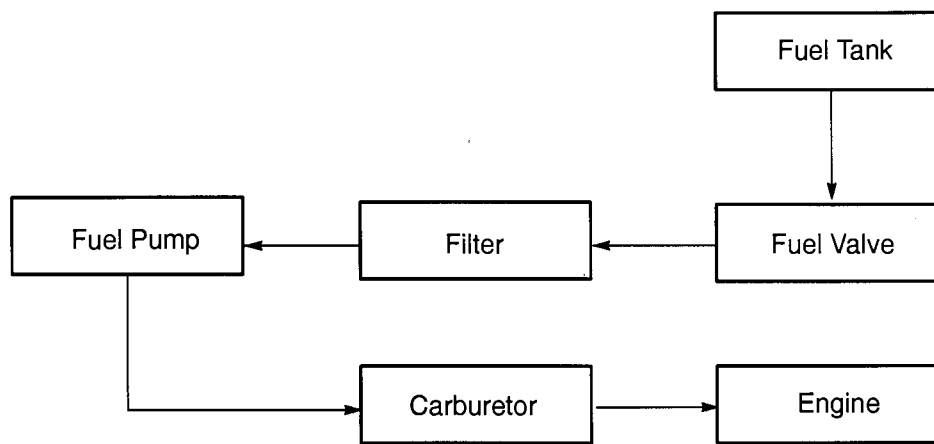 Fuel Tank
Fuel Pump
Filter
Fuel Valve
Carburetor
Engine